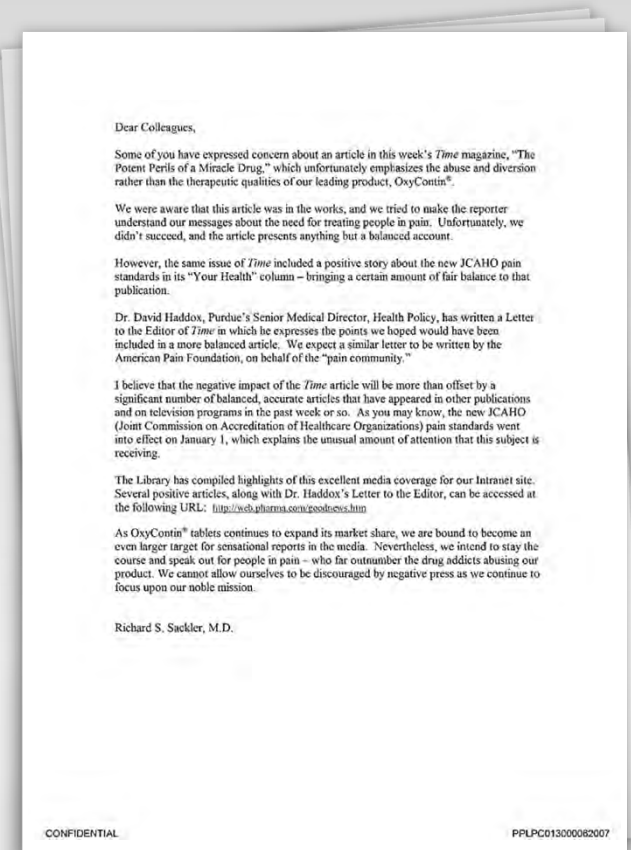 Dear Colleagues,
Some of you have expressed concern about an article in this week's Time magazine, "The
Potent Perils of a Miracle Drug," which unfortunately emphasizes the abuse and diversion
rather than the therapeutic qualities of our leading product, OxyContin®.
We were aware that this article was in the works, and we tried to make the reporter
understand our messages about the need for treating people in pain. Unfortunately, we
didn't succeed, and the article presents anything but a balanced account.
However, the same issue of Time included a positive story about the new JCAHO pain
standards in its "Your Health" column – bringing a certain amount of fair balance to that
publication.
Dr. David Haddox, Purdue's Senior Medical Director, Health Policy, has written a Letter
to the Editor of Time in which he expresses the points we hoped would have been
included in a more balanced article. We expect a similar letter to be written by the
American Pain Foundation, on behalf of the "pain community."
I believe that the negative impact of the Time article will be more than offset by a
significant number of balanced, accurate articles that have appeared in other publications
and on television programs in the past week or so. As you may know, the new JCAHO
(Joint Commission on Accreditation of Healthcare Organizations) pain standards went
into effect on January 1, which explains the unusual amount of attention that this subject is
receiving.
The Library has compiled highlights of this excellent media coverage for our Intranet site.
Several positive articles, along with Dr. Haddox's Letter to the Editor, can be accessed at
the following URL: http://web.pharma.com/goodnews.htm
As OxyContin® tablets continues to expand its market share, we are bound to become an
even larger target for sensational reports in the media. Nevertheless, we intend to stay the
course and speak out for people in pain – who far outnumber the drug addicts abusing our
product. We cannot allow ourselves to be discouraged by negative press as we continue to
focus upon our noble mission.
Richard S. Sackler, M.D.
CONFIDENTIAL
PPLPC013000062007